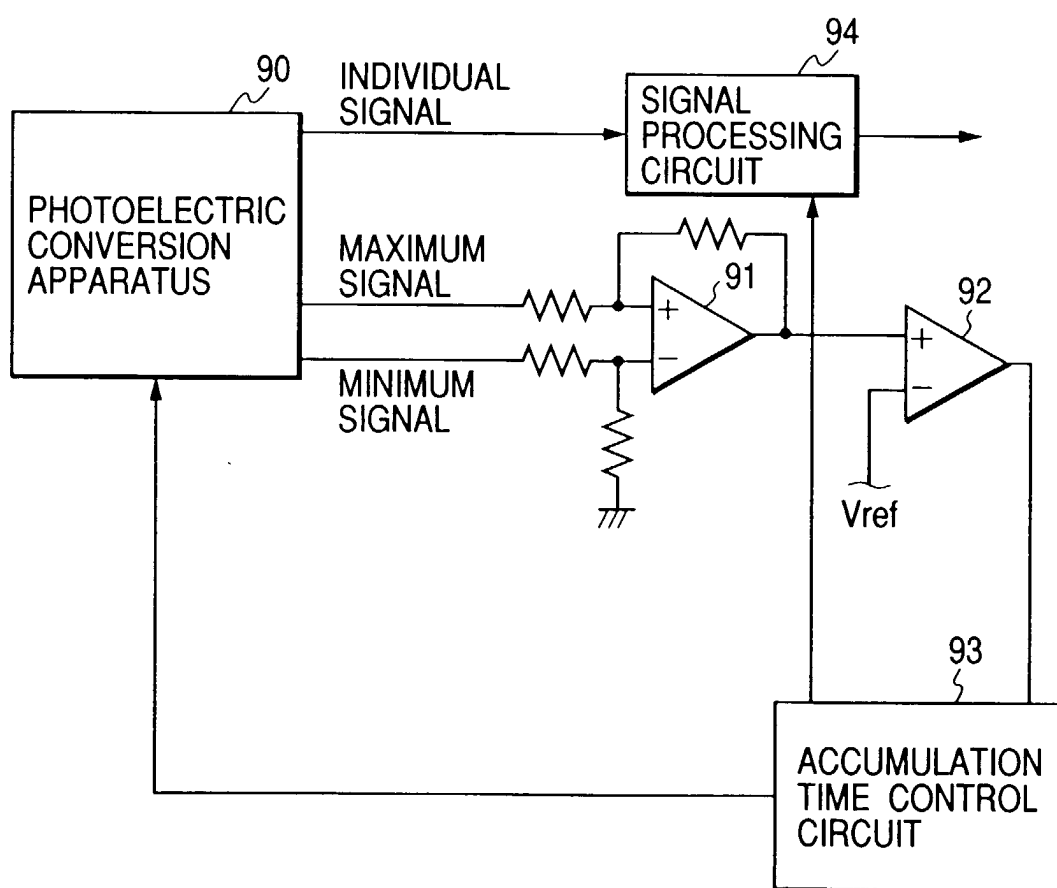 94
90
INDIVIDUAL
SIGNAL
SIGNAL
PROCESSING
CIRCUIT
PHOTOELECTRIC
CONVERSION
APPARATUS
MAXIMUM
SIGNAL
91
92
+
−
+
−
MINIMUM
SIGNAL
Vref
93
ACCUMULATION
TIME CONTROL
CIRCUIT